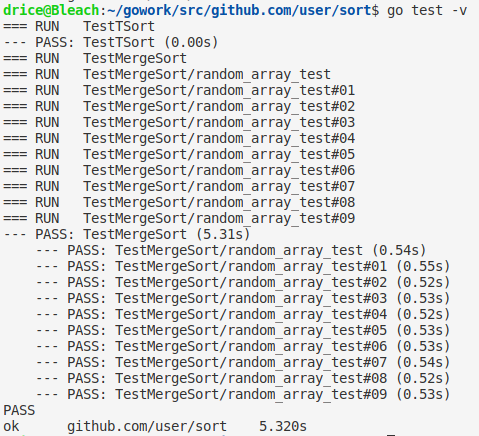 drice@Bleach:~/gowork/src/github.com/user/sort$ go test -v
=== RUN   TestTSort
--- PASS: TestTSort (0.00s)
=== RUN   TestMergeSort
=== RUN   TestMergeSort/random_array_test
=== RUN   TestMergeSort/random_array_test#01
=== RUN   TestMergeSort/random_array_test#02
=== RUN   TestMergeSort/random_array_test#03
=== RUN   TestMergeSort/random_array_test#04
=== RUN   TestMergeSort/random_array_test#05
=== RUN   TestMergeSort/random_array_test#06
=== RUN   TestMergeSort/random_array_test#07
=== RUN   TestMergeSort/random_array_test#08
=== RUN   TestMergeSort/random_array_test#09
--- PASS: TestMergeSort (5.31s)
    --- PASS: TestMergeSort/random_array_test (0.54s)
    --- PASS: TestMergeSort/random_array_test#01 (0.55s)
    --- PASS: TestMergeSort/random_array_test#02 (0.52s)
    --- PASS: TestMergeSort/random_array_test#03 (0.53s)
    --- PASS: TestMergeSort/random_array_test#04 (0.52s)
    --- PASS: TestMergeSort/random_array_test#05 (0.53s)
    --- PASS: TestMergeSort/random_array_test#06 (0.53s)
    --- PASS: TestMergeSort/random_array_test#07 (0.54s)
    --- PASS: TestMergeSort/random_array_test#08 (0.52s)
    --- PASS: TestMergeSort/random_array_test#09 (0.53s)
PASS
ok      github.com/user/sort    5.320s